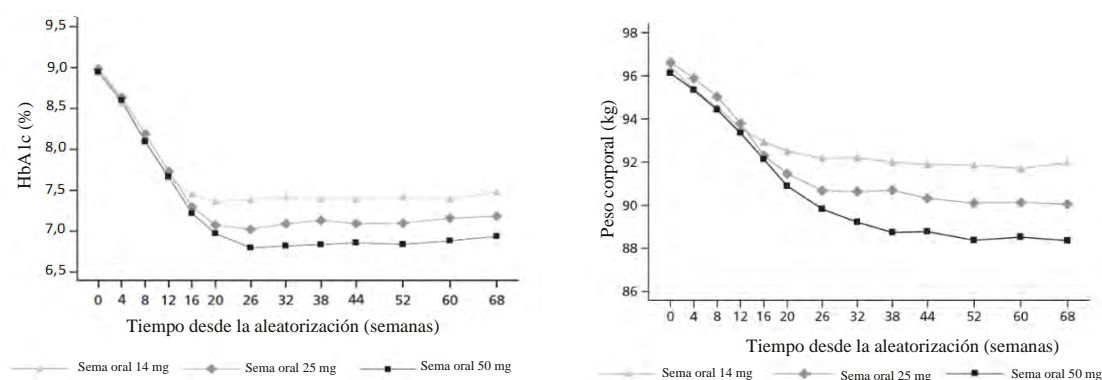 9,5
9,0
8,5
8,0
7,5
7,0
6,5
HbA1c (%)
0 4 8 12 16 20 26 32 38 44 52 60 68
Tiempo desde la aleatorización (semanas)
Sema oral 14 mg Sema oral 25 mg Sema oral 50 mg
98
96
94
92
90
88
86
Peso corporal (kg)
0 4 8 12 16 20 26 32 38 44 52 60 68
Tiempo desde la aleatorización (semanas)
Sema oral 14 mg Sema oral 25 mg Sema oral 50 mg